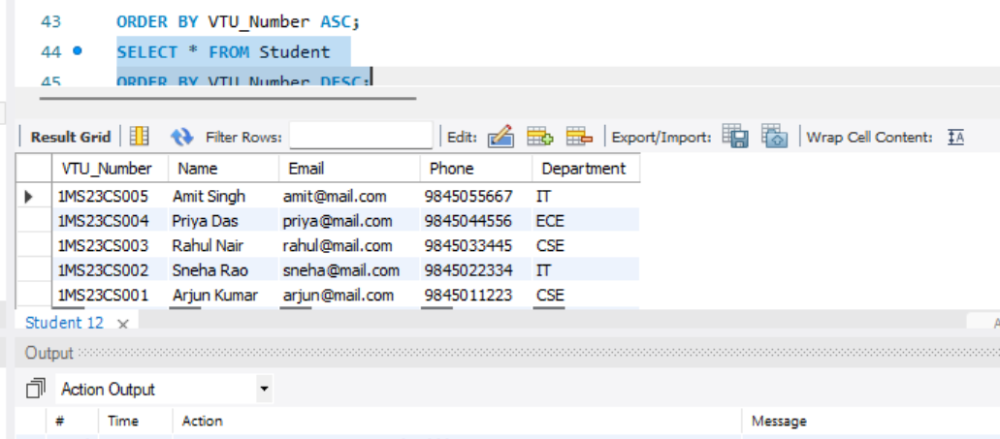 43 ORDER BY VTU_Number ASC;
44 SELECT * FROM Student
45 ORDER BY VTU_Number DESC;
Result Grid Filter Rows: Edit: Export/Import: Wrap Cell Content:
VTU_Number Name Email Phone Department
1MS23CS005 Amit Singh amit@mail.com 9845055667 IT
1MS23CS004 Priya Das priya@mail.com 9845044556 ECE
1MS23CS003 Rahul Nair rahul@mail.com 9845033445 CSE
1MS23CS002 Sneha Rao sneha@mail.com 9845022334 IT
1MS23CS001 Arjun Kumar arjun@mail.com 9845011223 CSE
Student 12
Output
Action Output
# Time Action Message